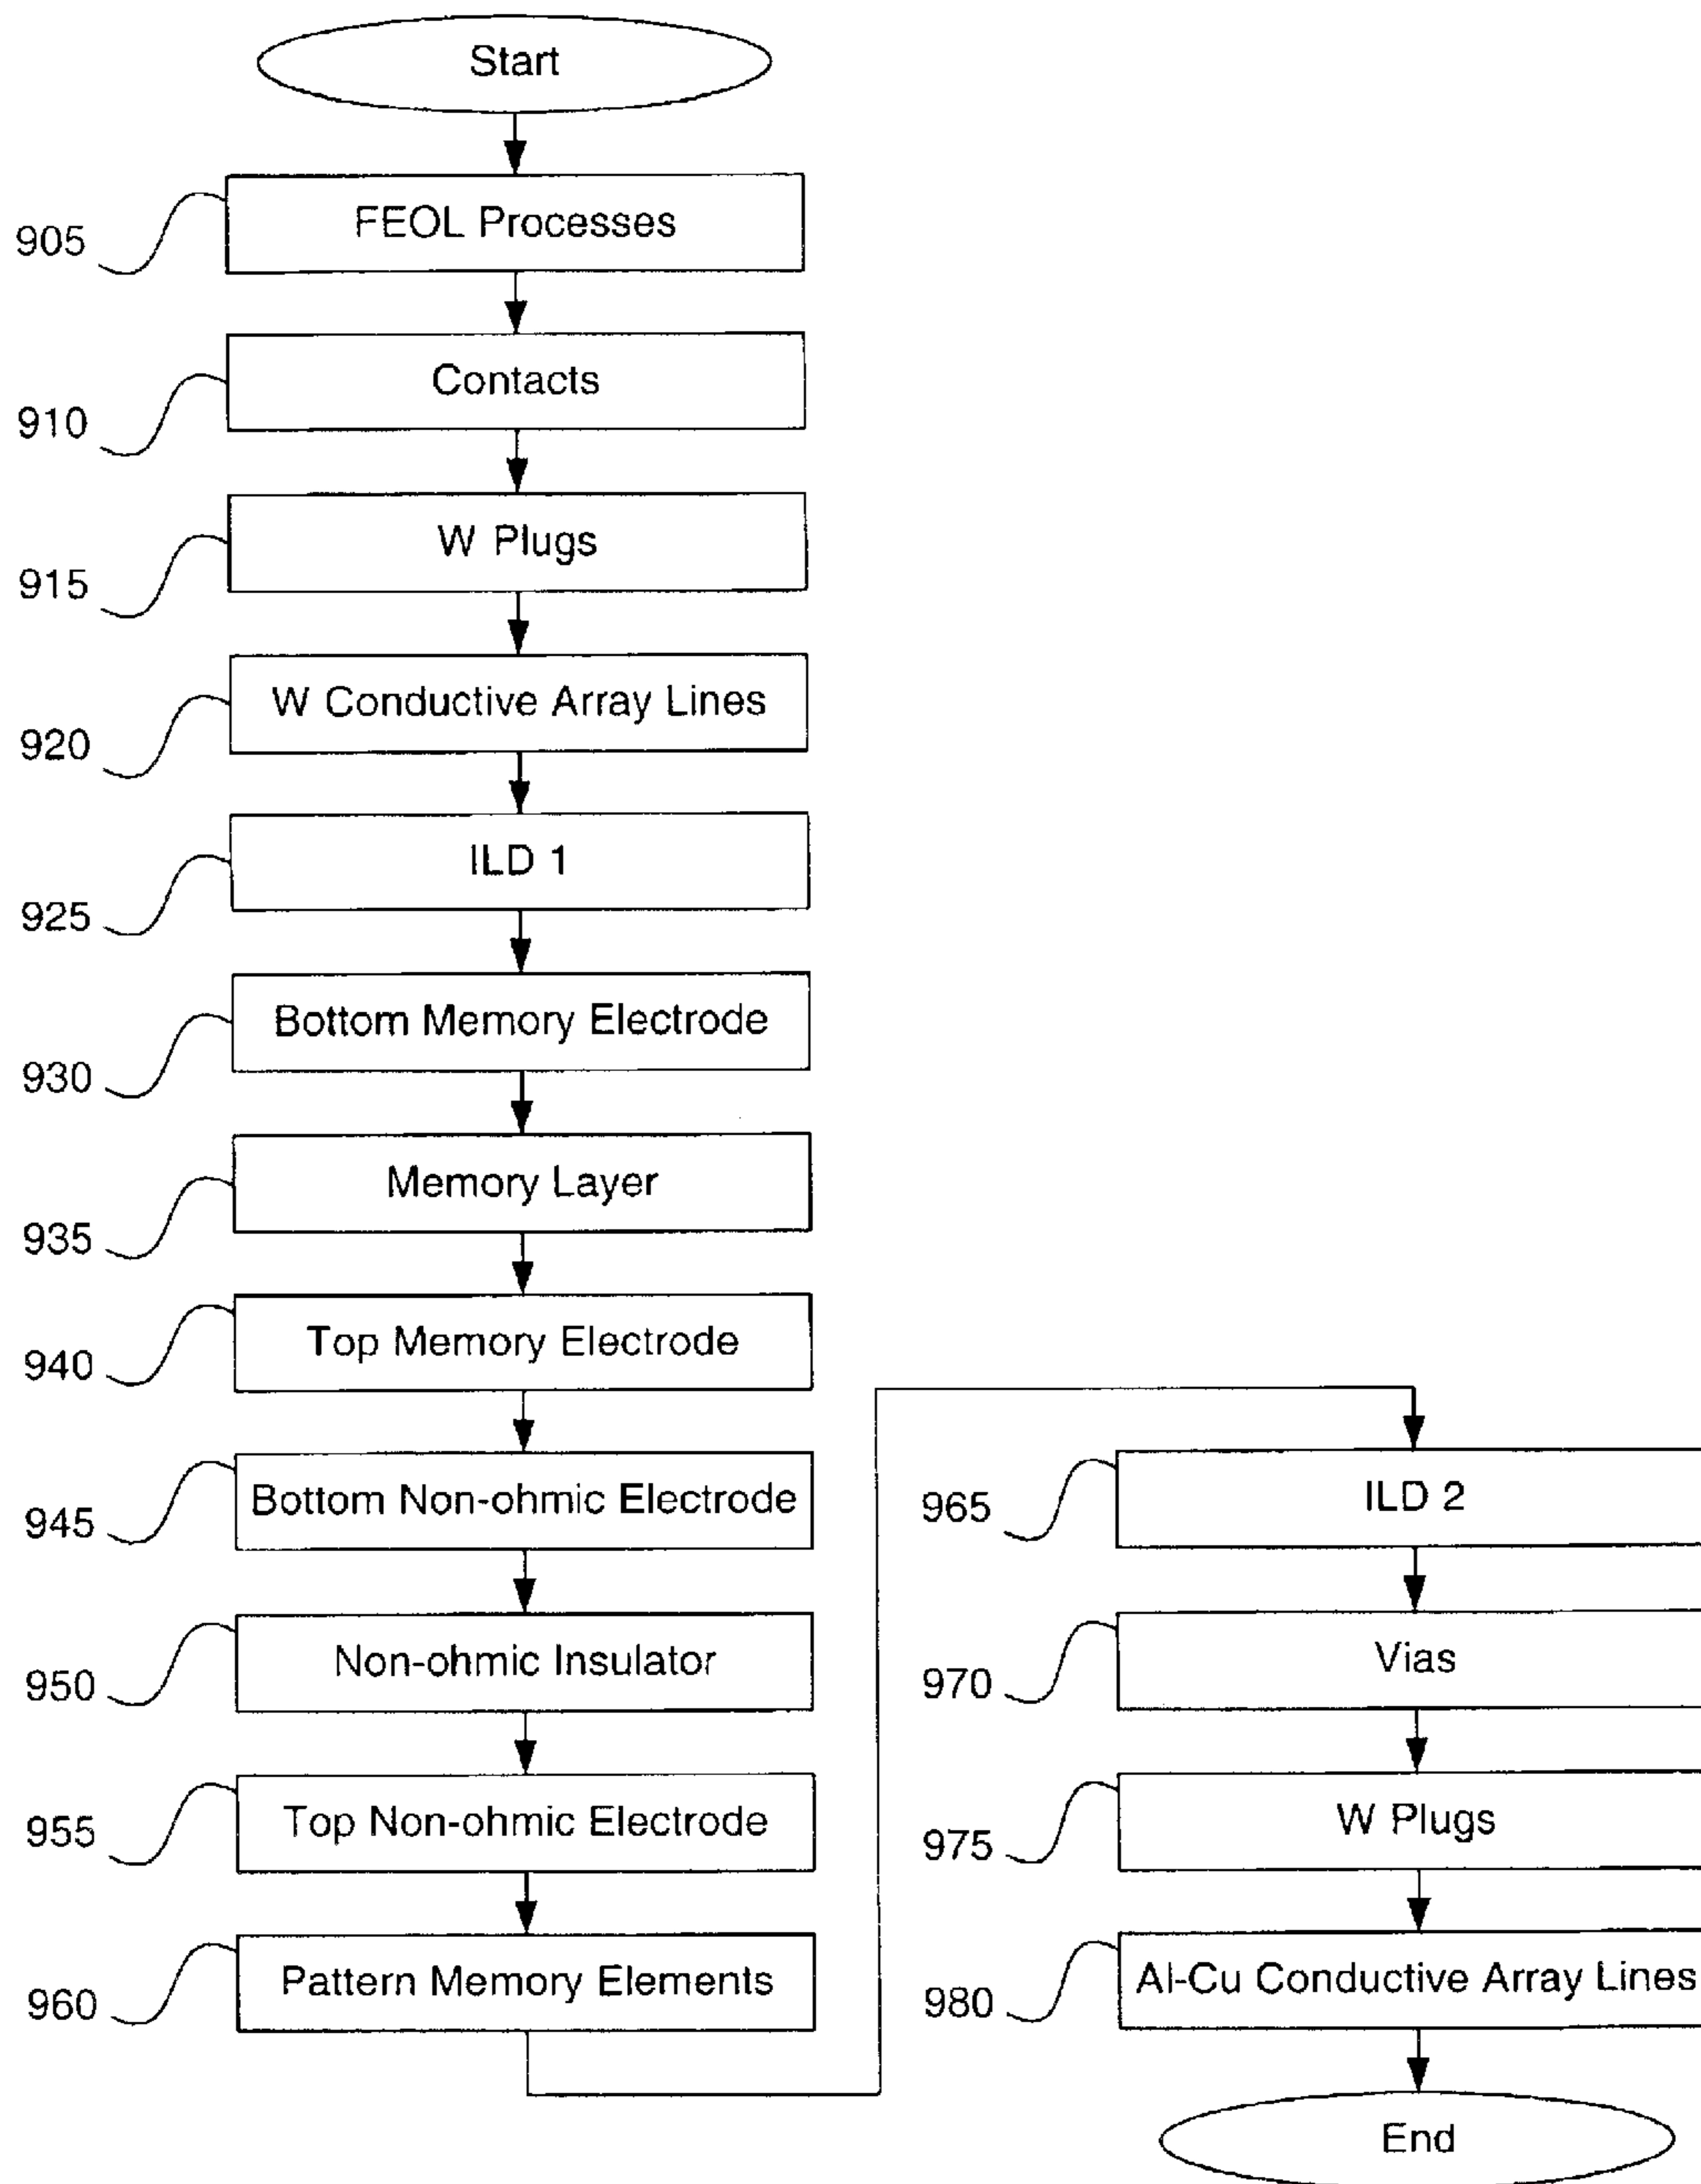 Start
905 FEOL Processes
910 Contacts
915 W Plugs
920 W Conductive Array Lines
925 ILD 1
930 Bottom Memory Electrode
935 Memory Layer
940 Top Memory Electrode
945 Bottom Non-ohmic Electrode
950 Non-ohmic Insulator
955 Top Non-ohmic Electrode
960 Pattern Memory Elements
965 ILD 2
970 Vias
975 W Plugs
980 Al-Cu Conductive Array Lines
End